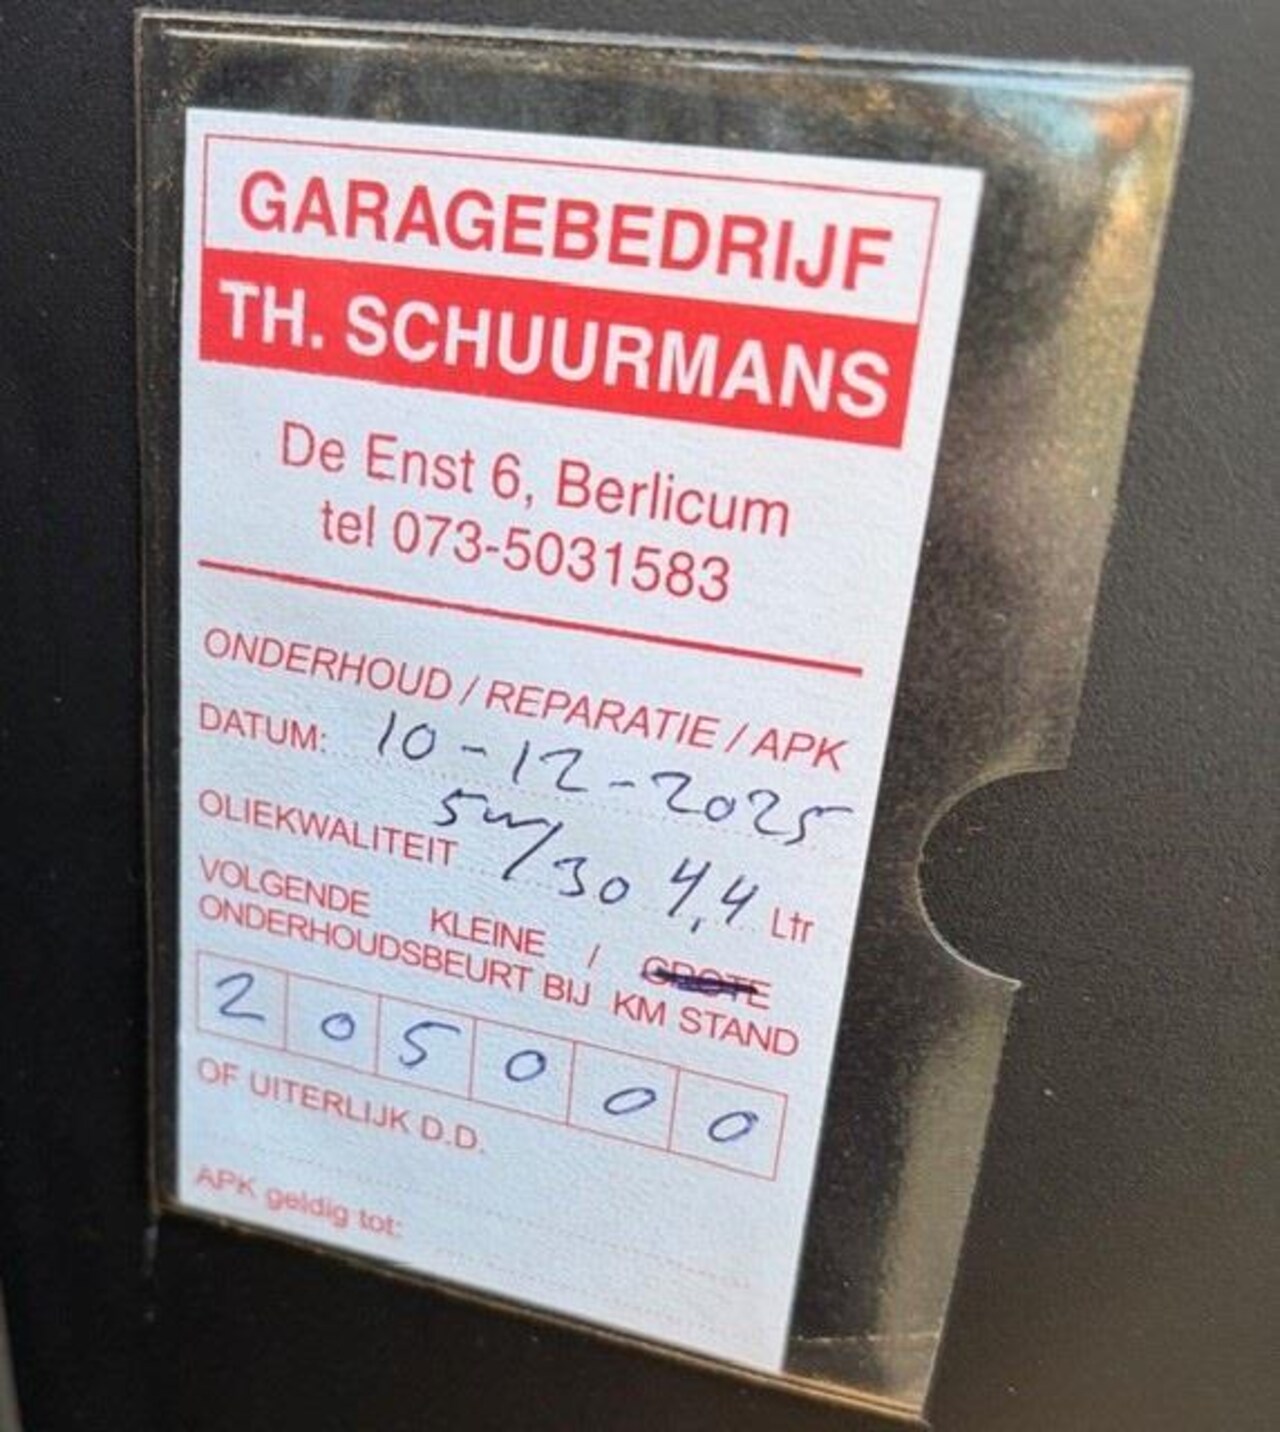 GARAGEBEDRIJF
TH. SCHUURMANS
De Enst 6, Berlicum
tel 073-5031583
ONDERHOUD / REPARATIE / APK
DATUM: 10-12-2025
OLIEKWALITEIT 5w/30 4,4 Ltr
VOLGENDE KLEINE / GROTE
ONDERHOUDSBEURT BIJ KM STAND
205000
OF UITERLIJK D.D.
APK geldig tot: